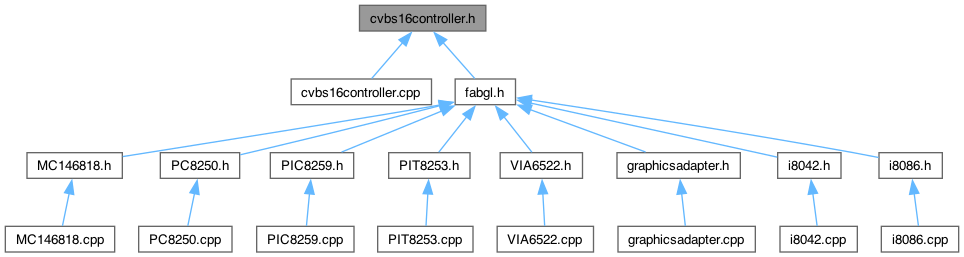 cvbs16controller.h
cvbs16controller.cpp
fabgl.h
MC146818.h
PC8250.h
PIC8259.h
PIT8253.h
VIA6522.h
graphicsadapter.h
i8042.h
i8086.h
MC146818.cpp
PC8250.cpp
PIC8259.cpp
PIT8253.cpp
VIA6522.cpp
graphicsadapter.cpp
i8042.cpp
i8086.cpp